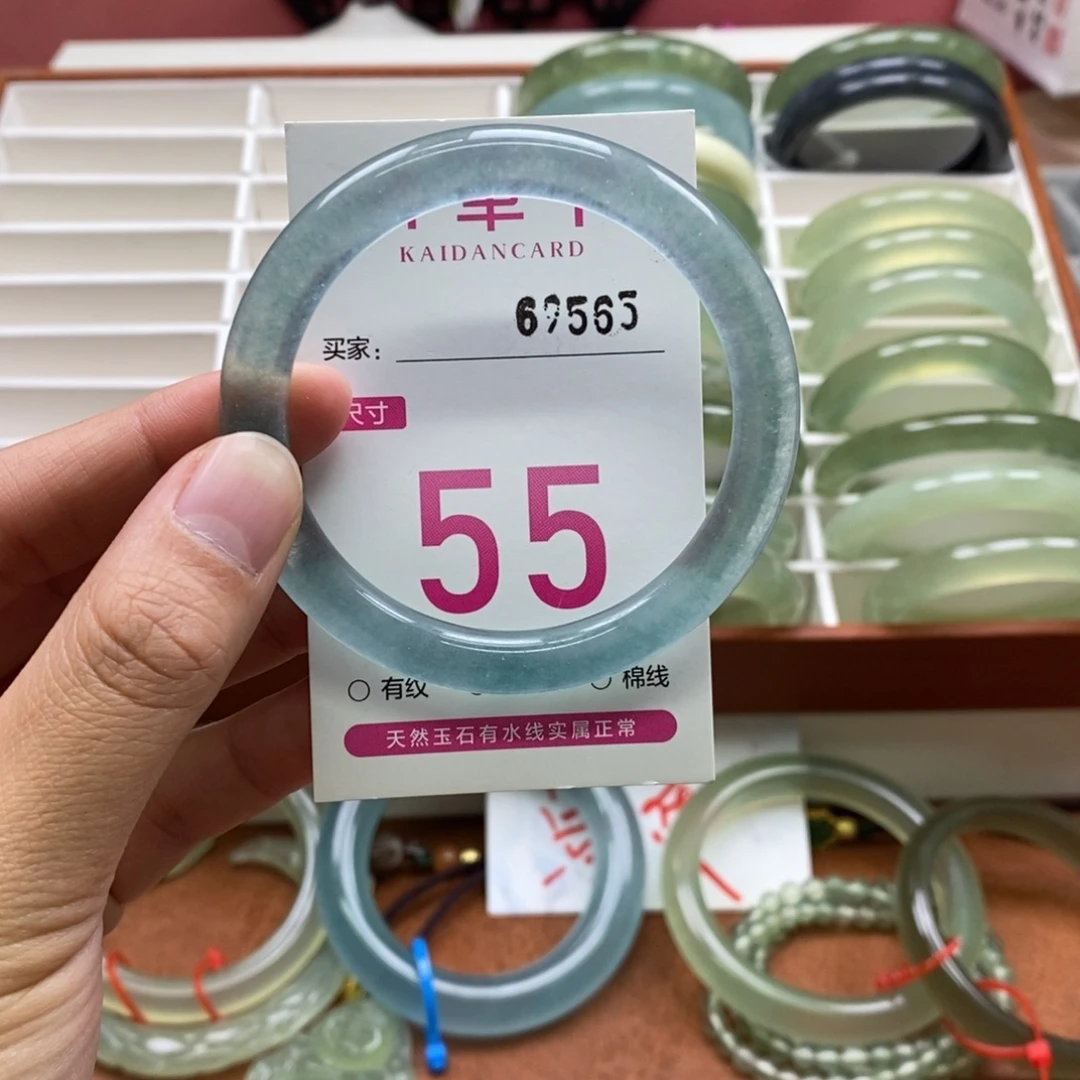 KAIDANCARD
69565
买家：
尺寸
55
○ 有纹 ○ 棉线
天然玉石有水线实属正常